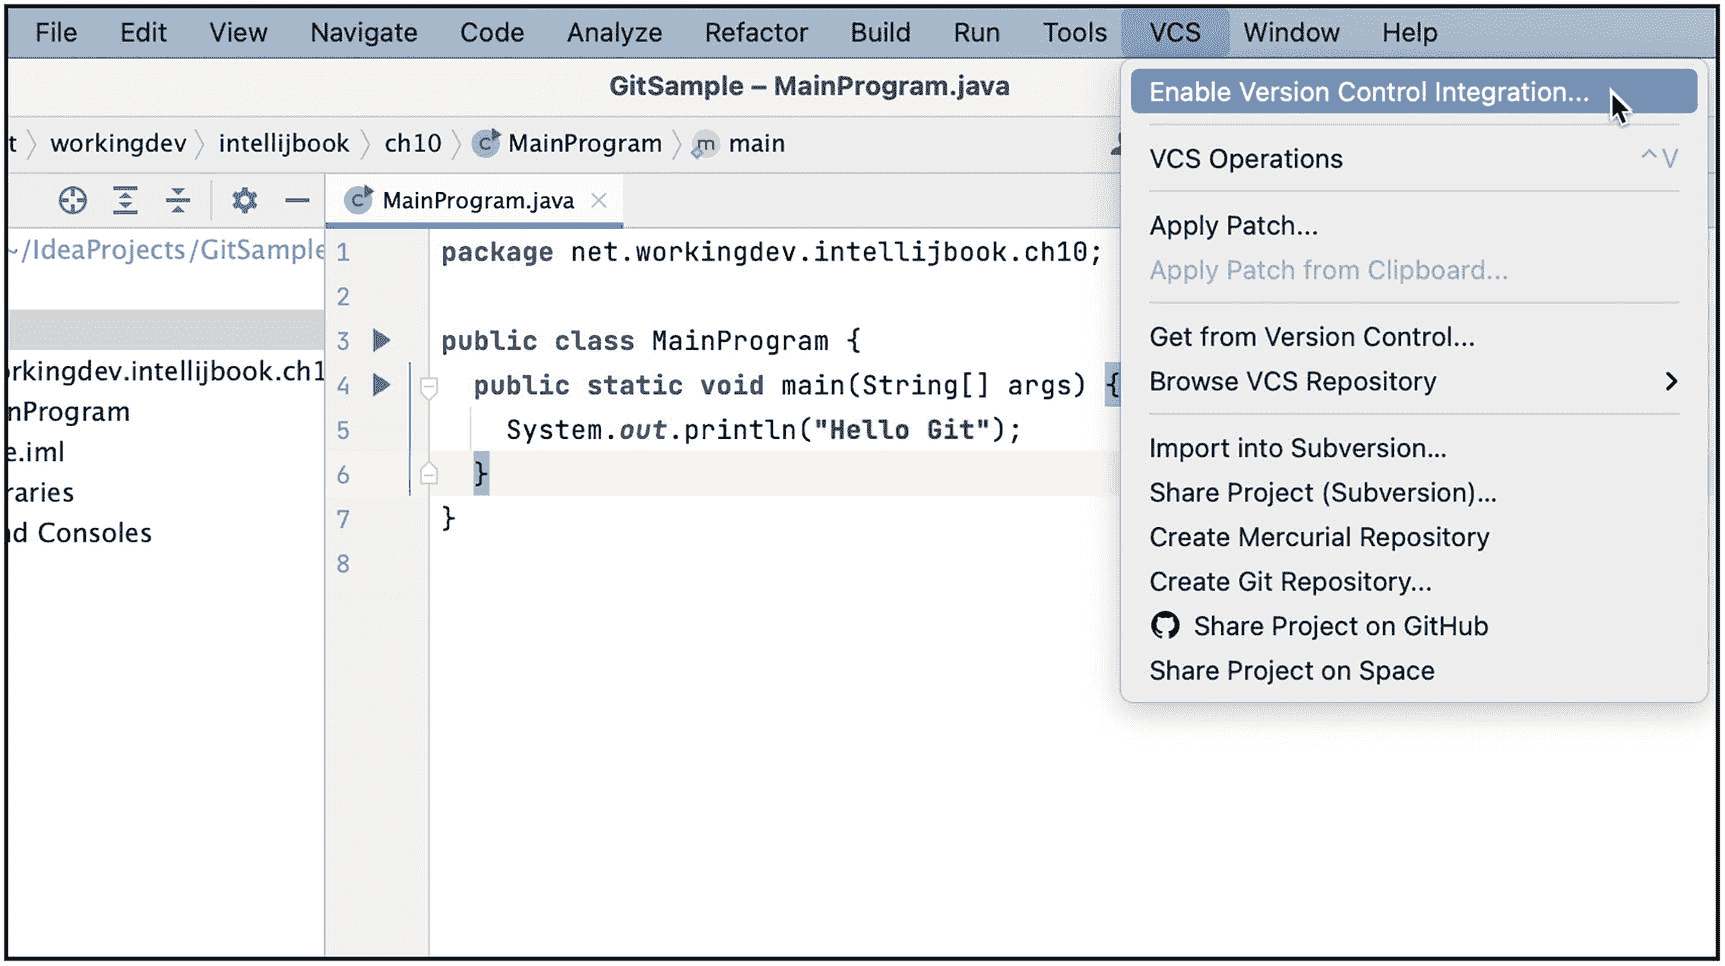 File Edit View Navigate Code Analyze Refactor Build Run Tools VCS Window Help
GitSample – MainProgram.java
t workingdev intellijbook ch10 MainProgram main
MainProgram.java
~/IdeaProjects/GitSample
rkingdev.intellijbook.ch1
nProgram
e.iml
raries
nd Consoles
1 package net.workingdev.intellijbook.ch10;
2
3 public class MainProgram {
4 public static void main(String[] args) {
5 System.out.println("Hello Git");
6 }
7 }
8
Enable Version Control Integration...
VCS Operations ^V
Apply Patch...
Apply Patch from Clipboard...
Get from Version Control...
Browse VCS Repository
Import into Subversion...
Share Project (Subversion)...
Create Mercurial Repository
Create Git Repository...
Share Project on GitHub
Share Project on Space